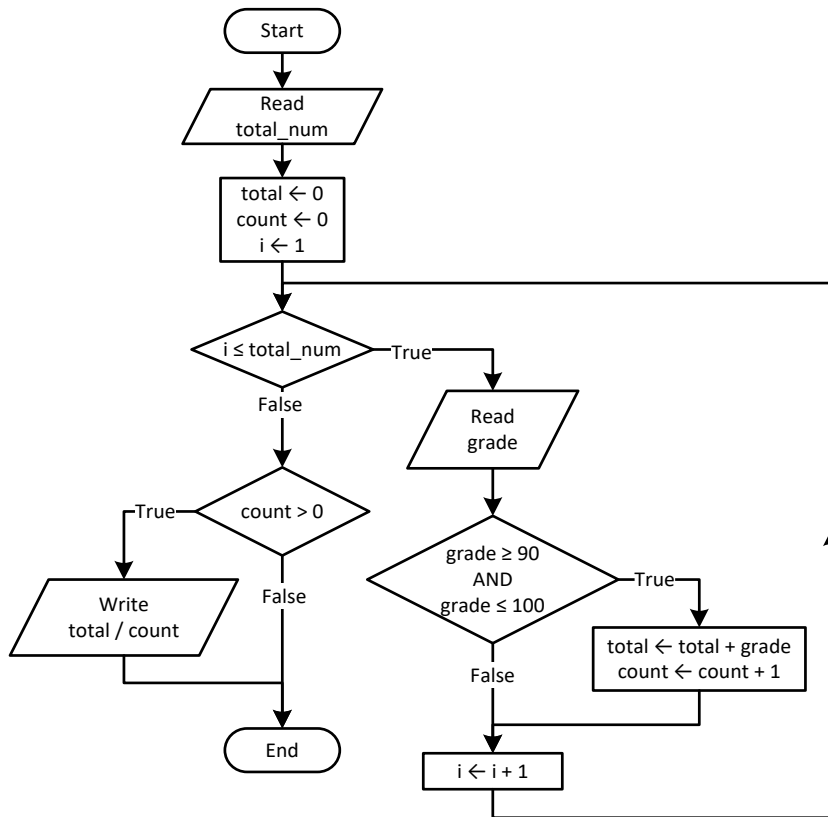 Start
Read
total_num
total ← 0
count ← 0
i ← 1
i ≤ total_num
True
False
Read
grade
count > 0
True
False
grade ≥ 90
AND
grade ≤ 100
True
False
Write
total / count
total ← total + grade
count ← count + 1
End
i ← i + 1